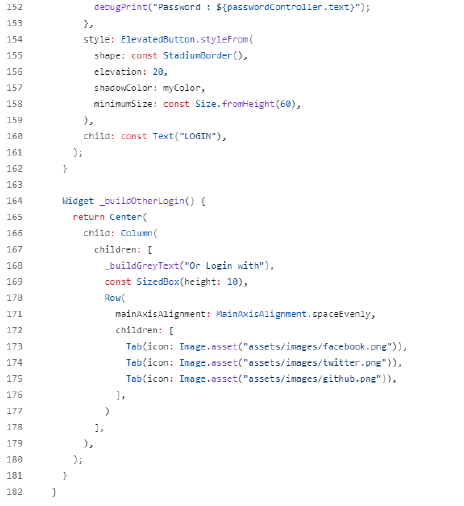 152 debugPrint("Password : ${passwordController.text}");
153 },
154 style: ElevatedButton.styleFrom(
155 shape: const StadiumBorder(),
156 elevation: 20,
157 shadowColor: myColor,
158 minimumSize: const Size.fromHeight(60),
159 ),
160 child: const Text("LOGIN"),
161 );
162 }
163
164 Widget _buildOtherLogin() {
165 return Center(
166 child: Column(
167 children: [
168 _buildGreyText("Or Login with"),
169 const SizedBox(height: 10),
170 Row(
171 mainAxisAlignment: MainAxisAlignment.spaceEvenly,
172 children: [
173 Tab(icon: Image.asset("assets/images/facebook.png")),
174 Tab(icon: Image.asset("assets/images/twitter.png")),
175 Tab(icon: Image.asset("assets/images/github.png")),
176 ],
177 )
178 ],
179 ),
180 );
181 }
182 }